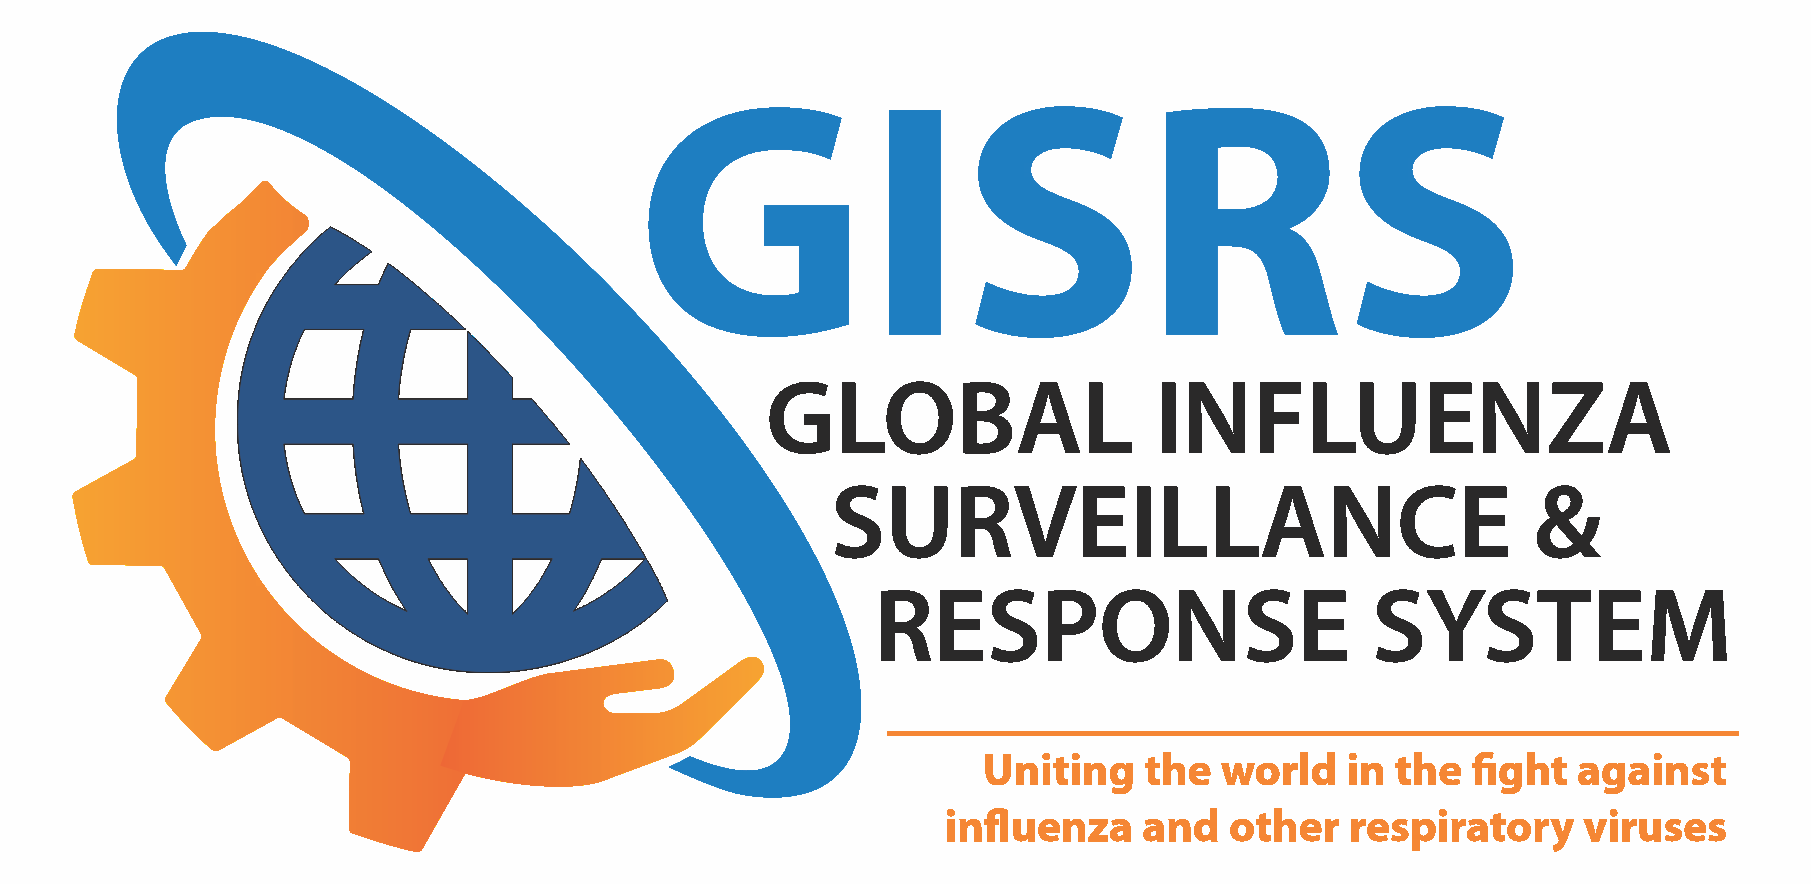 GISRS
GLOBAL INFLUENZA
SURVEILLANCE &
RESPONSE SYSTEM
Uniting the world in the fight against
influenza and other respiratory viruses